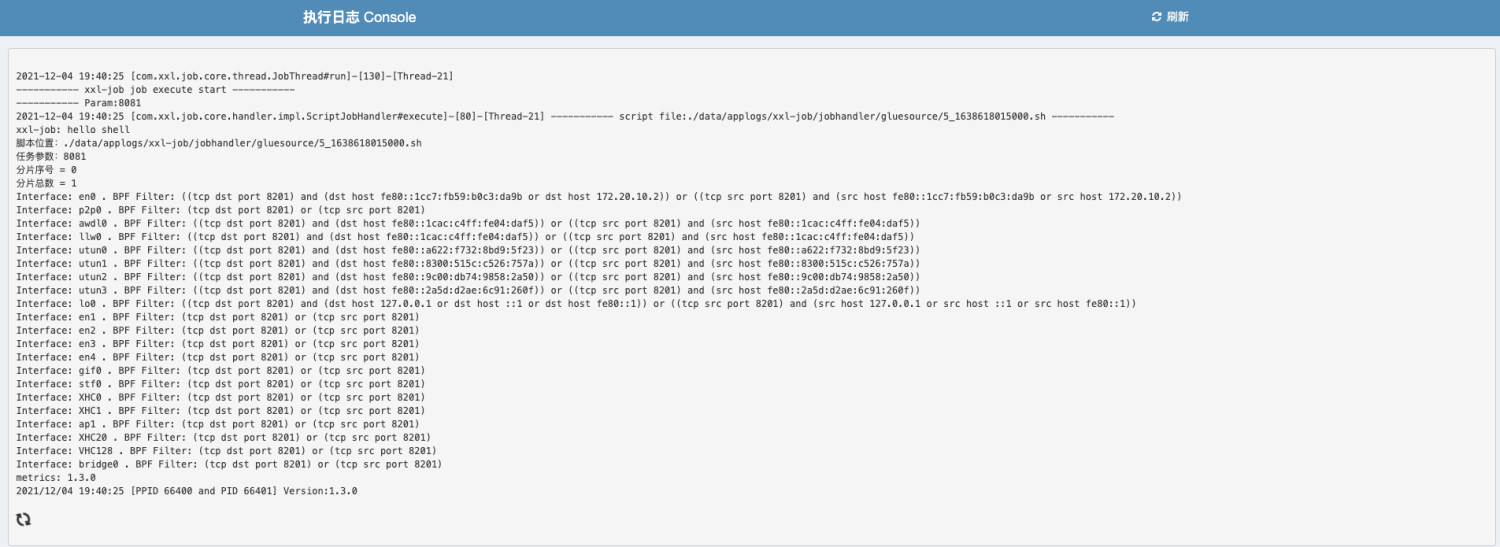 执行日志 Console
刷新
2021-12-04 19:40:25 [com.xxl.job.core.thread.JobThread#run]-[130]-[Thread-21]
----------- xxl-job job execute start -----------
----------- Param:8081
2021-12-04 19:40:25 [com.xxl.job.core.handler.impl.ScriptJobHandler#execute]-[80]-[Thread-21] ----------- script file:./data/applogs/xxl-job/jobhandler/gluesource/5_1638618015000.sh -----------
xxl-job: hello shell
脚本位置：./data/applogs/xxl-job/jobhandler/gluesource/5_1638618015000.sh
任务参数：8081
分片序号 = 0
分片总数 = 1
Interface: en0 . BPF Filter: ((tcp dst port 8201) and (dst host fe80::1cc7:fb59:b0c3:da9b or dst host 172.20.10.2)) or ((tcp src port 8201) and (src host fe80::1cc7:fb59:b0c3:da9b or src host 172.20.10.2))
Interface: p2p0 . BPF Filter: (tcp dst port 8201) or (tcp src port 8201)
Interface: awdl0 . BPF Filter: ((tcp dst port 8201) and (dst host fe80::1cac:c4ff:fe04:daf5)) or ((tcp src port 8201) and (src host fe80::1cac:c4ff:fe04:daf5))
Interface: llw0 . BPF Filter: ((tcp dst port 8201) and (dst host fe80::1cac:c4ff:fe04:daf5)) or ((tcp src port 8201) and (src host fe80::1cac:c4ff:fe04:daf5))
Interface: utun0 . BPF Filter: ((tcp dst port 8201) and (dst host fe80::a622:f732:8bd9:5f23)) or ((tcp src port 8201) and (src host fe80::a622:f732:8bd9:5f23))
Interface: utun1 . BPF Filter: ((tcp dst port 8201) and (dst host fe80::8300:515c:c526:757a)) or ((tcp src port 8201) and (src host fe80::8300:515c:c526:757a))
Interface: utun2 . BPF Filter: ((tcp dst port 8201) and (dst host fe80::9c00:db74:9858:2a50)) or ((tcp src port 8201) and (src host fe80::9c00:db74:9858:2a50))
Interface: utun3 . BPF Filter: ((tcp dst port 8201) and (dst host fe80::2a5d:d2ae:6c91:260f)) or ((tcp src port 8201) and (src host fe80::2a5d:d2ae:6c91:260f))
Interface: lo0 . BPF Filter: ((tcp dst port 8201) and (dst host 127.0.0.1 or dst host ::1 or dst host fe80::1)) or ((tcp src port 8201) and (src host 127.0.0.1 or src host ::1 or src host fe80::1))
Interface: en1 . BPF Filter: (tcp dst port 8201) or (tcp src port 8201)
Interface: en2 . BPF Filter: (tcp dst port 8201) or (tcp src port 8201)
Interface: en3 . BPF Filter: (tcp dst port 8201) or (tcp src port 8201)
Interface: en4 . BPF Filter: (tcp dst port 8201) or (tcp src port 8201)
Interface: gif0 . BPF Filter: (tcp dst port 8201) or (tcp src port 8201)
Interface: stf0 . BPF Filter: (tcp dst port 8201) or (tcp src port 8201)
Interface: XHC0 . BPF Filter: (tcp dst port 8201) or (tcp src port 8201)
Interface: XHC1 . BPF Filter: (tcp dst port 8201) or (tcp src port 8201)
Interface: ap1 . BPF Filter: (tcp dst port 8201) or (tcp src port 8201)
Interface: XHC20 . BPF Filter: (tcp dst port 8201) or (tcp src port 8201)
Interface: VHC128 . BPF Filter: (tcp dst port 8201) or (tcp src port 8201)
Interface: bridge0 . BPF Filter: (tcp dst port 8201) or (tcp src port 8201)
metrics: 1.3.0
2021/12/04 19:40:25 [PPID 66400 and PID 66401] Version:1.3.0